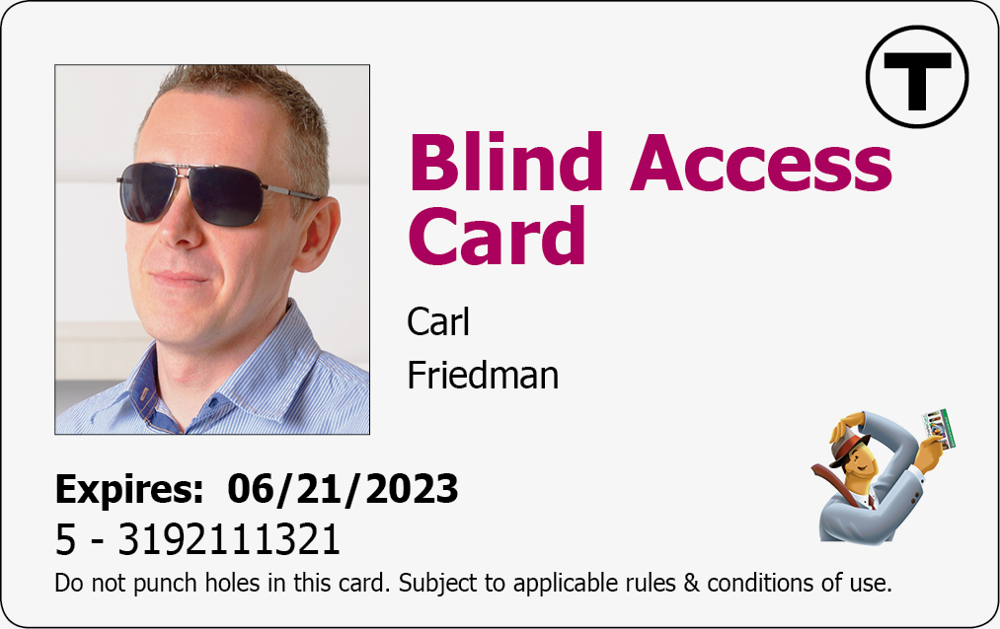 T
Blind Access
Card
Carl
Friedman
Expires: 06/21/2023
5 - 3192111321
Do not punch holes in this card. Subject to applicable rules & conditions of use.